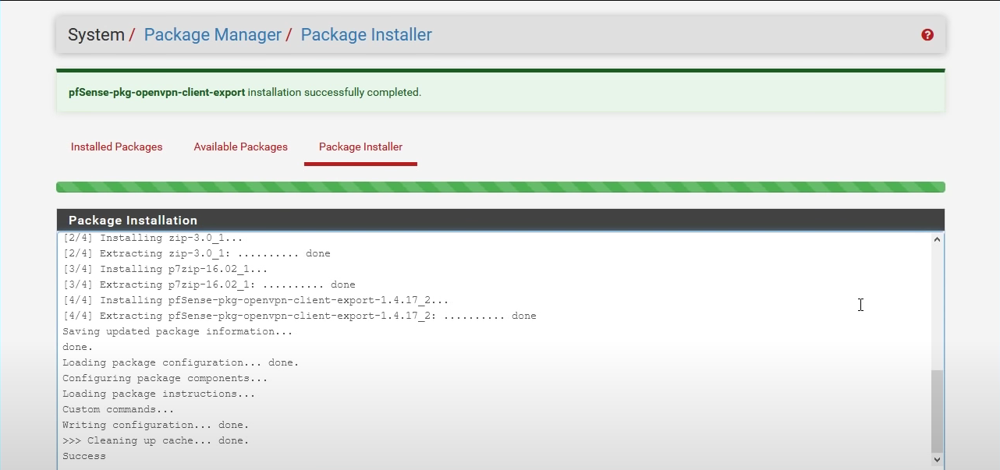 System / Package Manager / Package Installer
?
pfSense-pkg-openvpn-client-export installation successfully completed.
Installed Packages Available Packages Package Installer
Package Installation
[2/4] Installing zip-3.0_1...
[2/4] Extracting zip-3.0_1: .......... done
[3/4] Installing p7zip-16.02_1...
[3/4] Extracting p7zip-16.02_1: .......... done
[4/4] Installing pfSense-pkg-openvpn-client-export-1.4.17_2...
[4/4] Extracting pfSense-pkg-openvpn-client-export-1.4.17_2: .......... done
Saving updated package information...
done.
Loading package configuration... done.
Configuring package components...
Loading package instructions...
Custom commands...
Writing configuration... done.
>>> Cleaning up cache... done.
Success